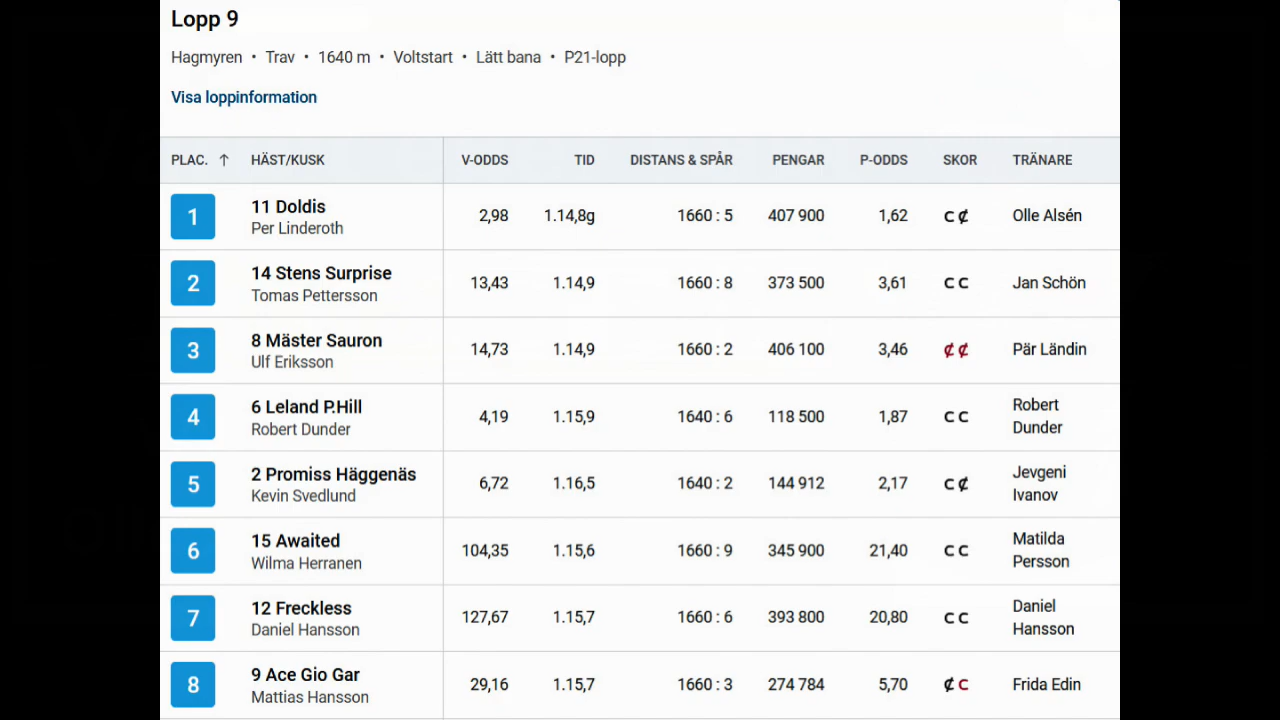 Lopp 9
Hagmyren • Trav • 1640 m • Voltstart • Lätt bana • P21-lopp
Visa loppinformation
PLAC. ↑ HÄST/KUSK V-ODDS TID DISTANS & SPÅR PENGAR P-ODDS SKOR TRÄNARE
1 11 Doldis 2,98 1.14,8g 1660 : 5 407 900 1,62 C ₵ Olle Alsén
Per Linderoth
2 14 Stens Surprise 13,43 1.14,9 1660 : 8 373 500 3,61 C C Jan Schön
Tomas Pettersson
3 8 Mäster Sauron 14,73 1.14,9 1660 : 2 406 100 3,46 ₵ ₵ Pär Ländin
Ulf Eriksson
4 6 Leland P.Hill 4,19 1.15,9 1640 : 6 118 500 1,87 C C Robert
Robert Dunder Dunder
5 2 Promiss Häggenäs 6,72 1.16,5 1640 : 2 144 912 2,17 C ₵ Jevgeni
Kevin Svedlund Ivanov
6 15 Awaited 104,35 1.15,6 1660 : 9 345 900 21,40 C C Matilda
Wilma Herranen Persson
7 12 Freckless 127,67 1.15,7 1660 : 6 393 800 20,80 C C Daniel
Daniel Hansson Hansson
8 9 Ace Gio Gar 29,16 1.15,7 1660 : 3 274 784 5,70 ₵ C Frida Edin
Mattias Hansson